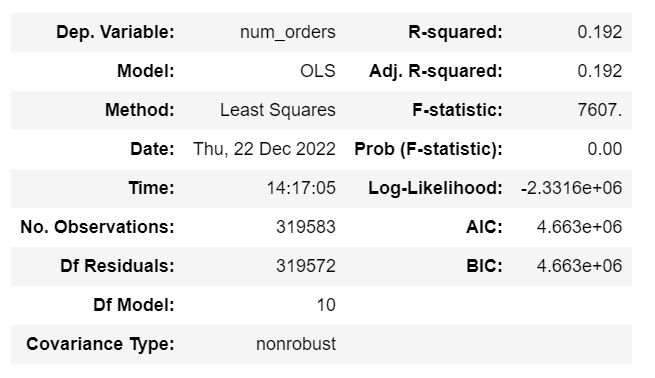 Dep. Variable: num_orders R-squared: 0.192
Model: OLS Adj. R-squared: 0.192
Method: Least Squares F-statistic: 7607.
Date: Thu, 22 Dec 2022 Prob (F-statistic): 0.00
Time: 14:17:05 Log-Likelihood: -2.3316e+06
No. Observations: 319583 AIC: 4.663e+06
Df Residuals: 319572 BIC: 4.663e+06
Df Model: 10
Covariance Type: nonrobust